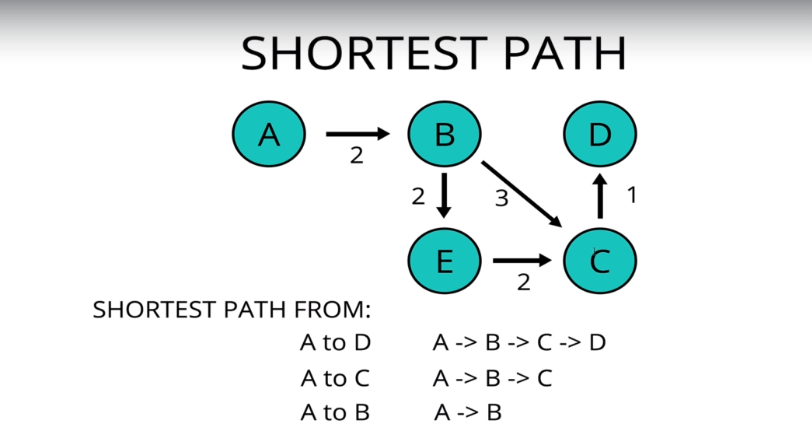 SHORTEST PATH
A
B
D
2
2
3
1
E
C
2
SHORTEST PATH FROM:
A to D A -> B -> C -> D
A to C A -> B -> C
A to B A -> B